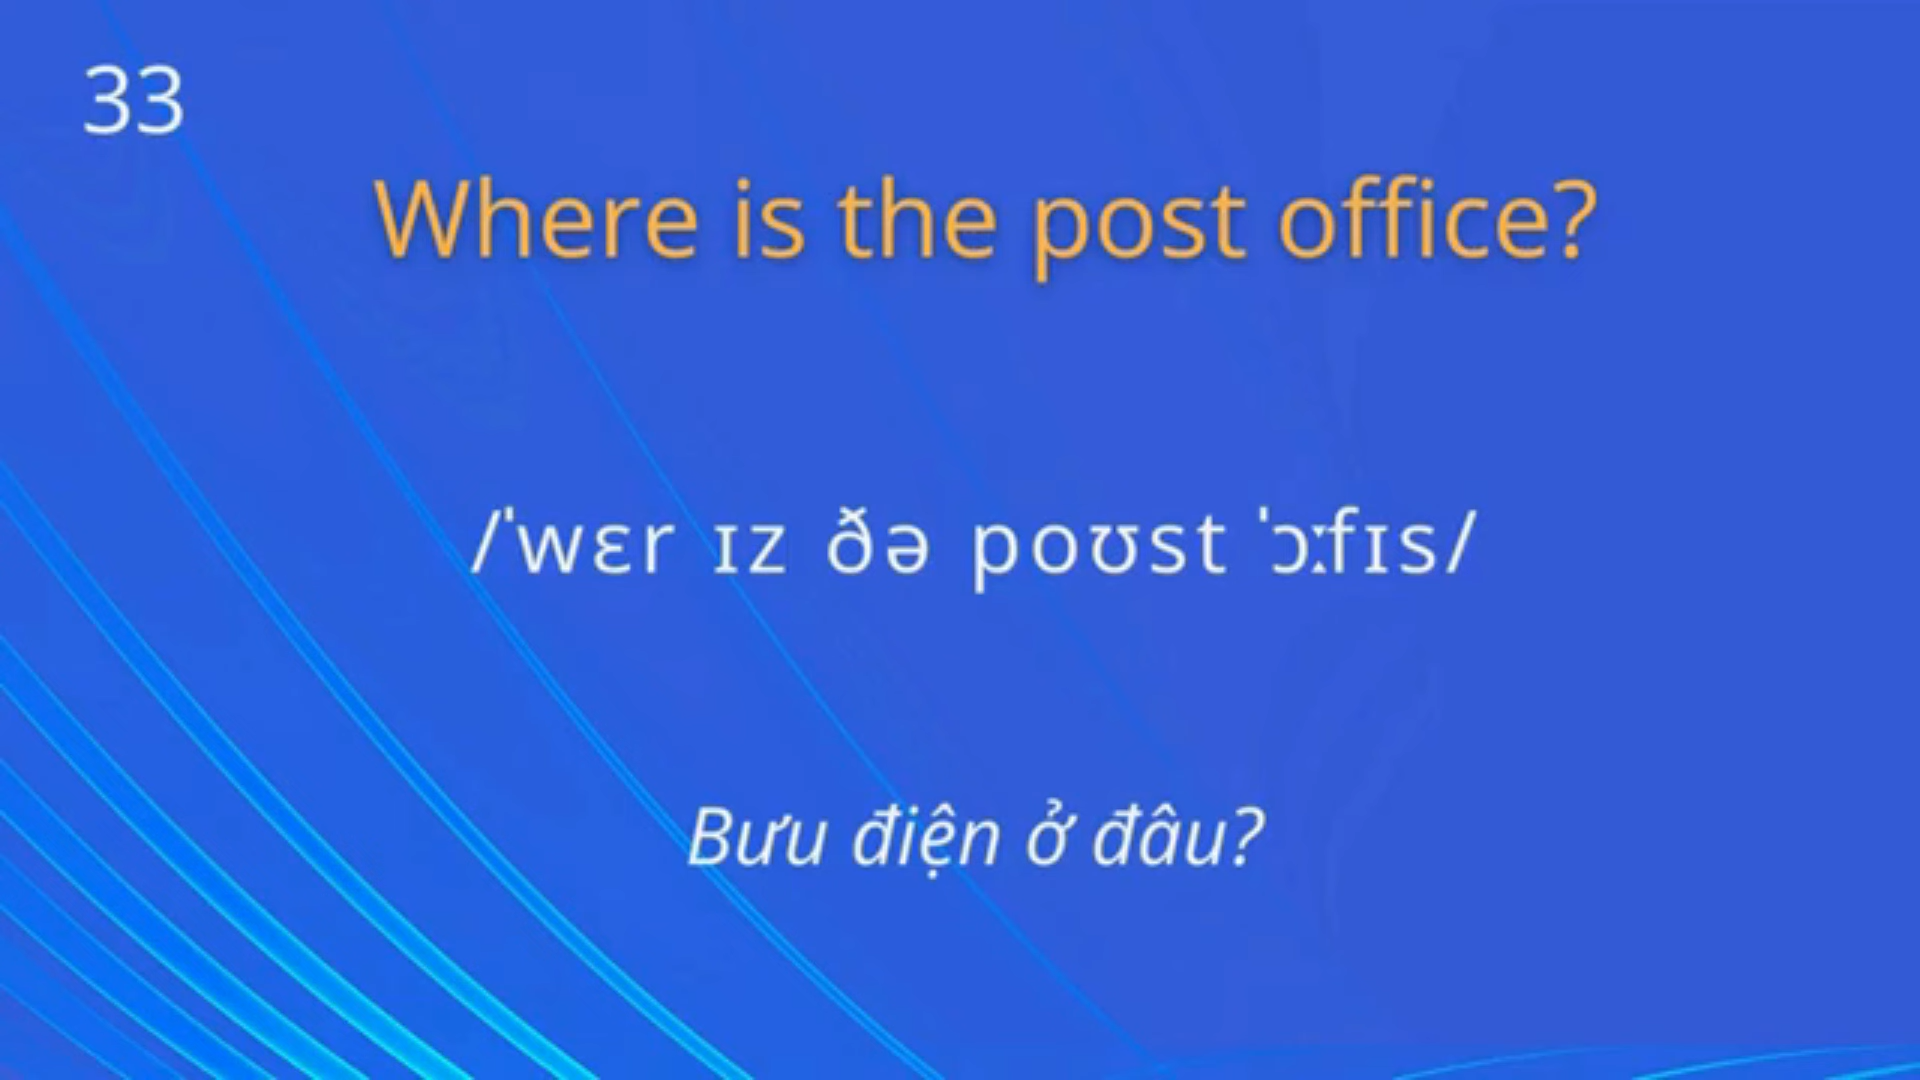 33
Where is the post office?
/ˈwɛr ɪz ðə poʊst ˈɔːfɪs/
Bưu điện ở đâu?